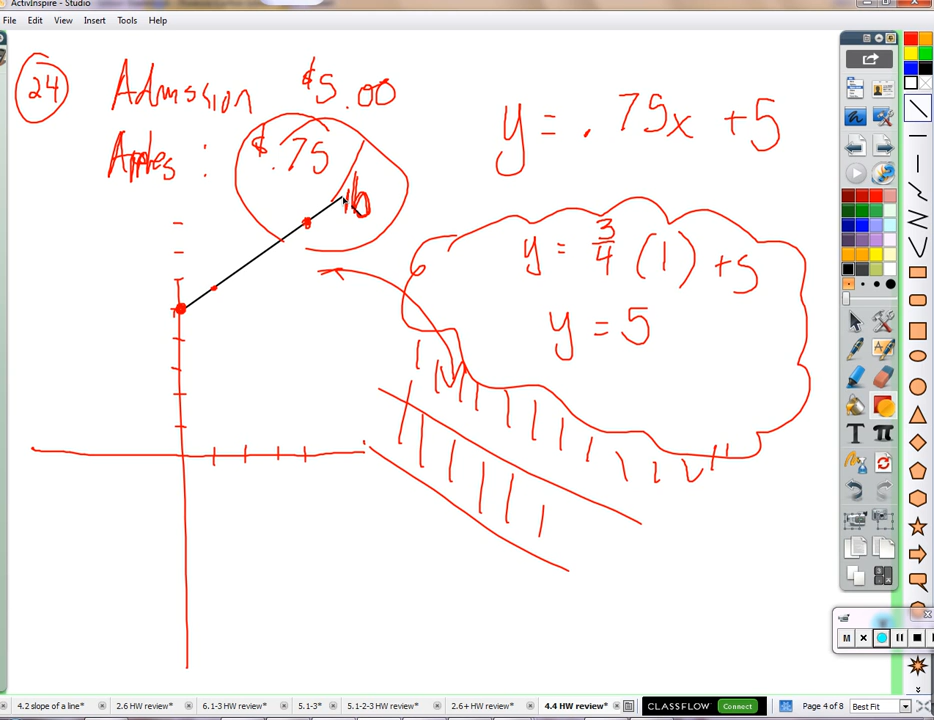 ActivInspire - Studio
File Edit View Insert Tools Help
24 Admission $5.00
Apples : $.75 / lb
y = .75x + 5
y = 3/4 (1) + 5
y = 5
4.2 slope of a line* 2.6 HW review* 6.1-3 HW review* 5.1-3* 5.1-2-3 HW review* 2.6+ HW review* 4.4 HW review* CLASSFLOW Connect Page 4 of 8 Best Fit